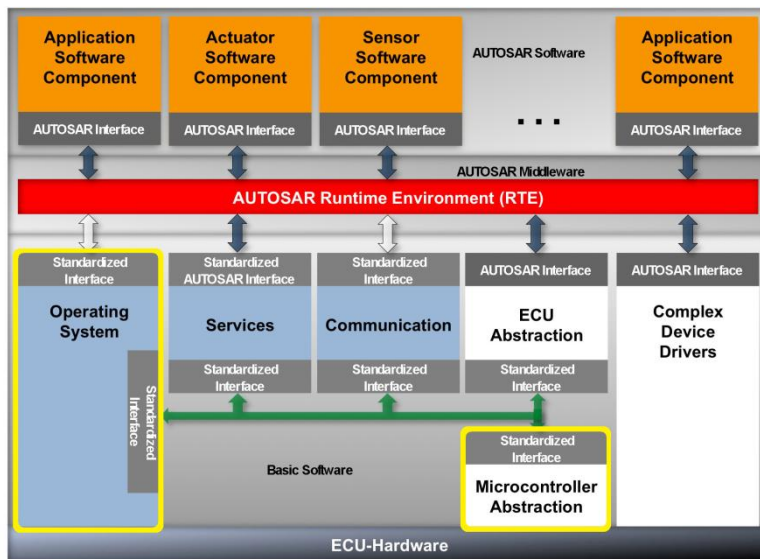 Application
Software
Component
AUTOSAR Interface
Actuator
Software
Component
AUTOSAR Interface
Sensor
Software
Component
AUTOSAR Interface
AUTOSAR Software
...
Application
Software
Component
AUTOSAR Interface
AUTOSAR Middleware
AUTOSAR Runtime Environment (RTE)
Standardized
Interface
Operating
System
Standardized
Interface
Standardized
AUTOSAR Interface
Services
Standardized
Interface
Standardized
Interface
Communication
Standardized
Interface
AUTOSAR Interface
ECU
Abstraction
Standardized
Interface
AUTOSAR Interface
Complex
Device
Drivers
Standardized
Interface
Microcontroller
Abstraction
Basic Software
ECU-Hardware